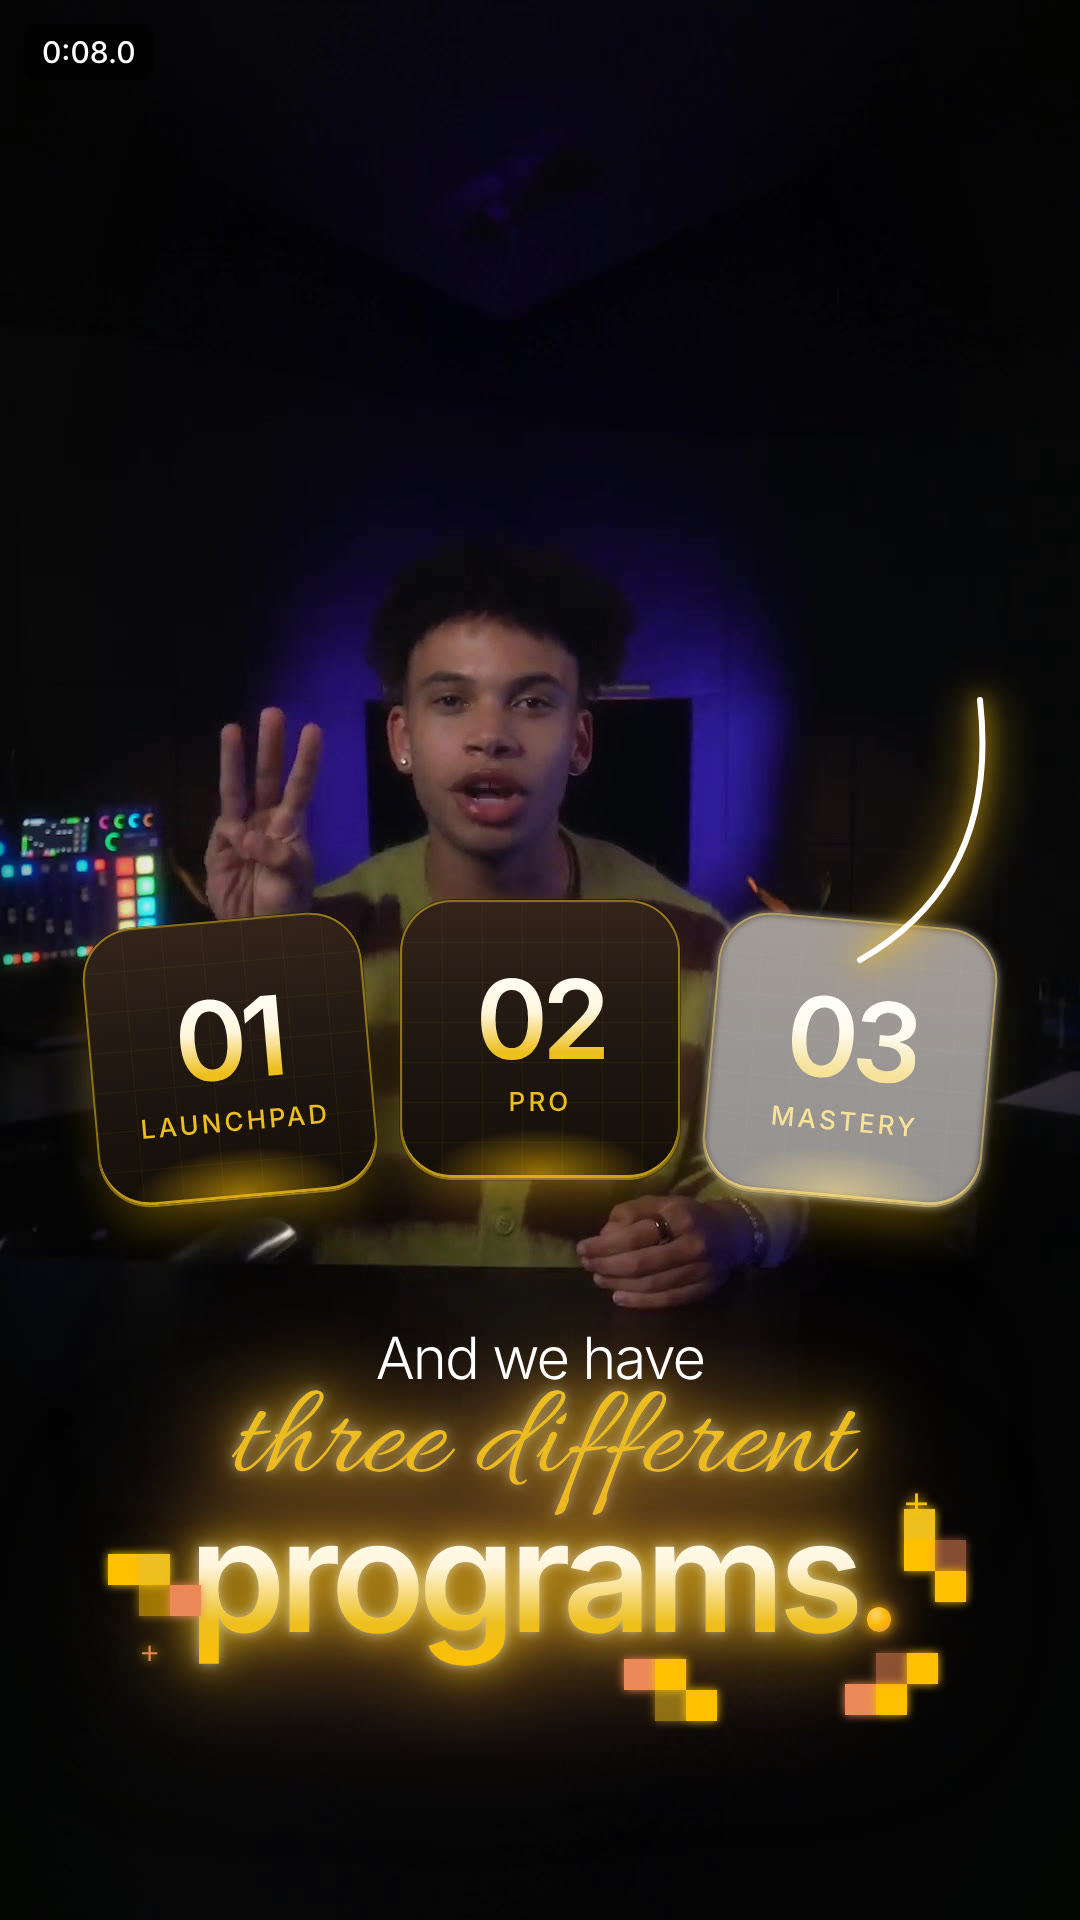 0:08.0
01
LAUNCHPAD
02
PRO
03
MASTERY
And we have
three different
programs.